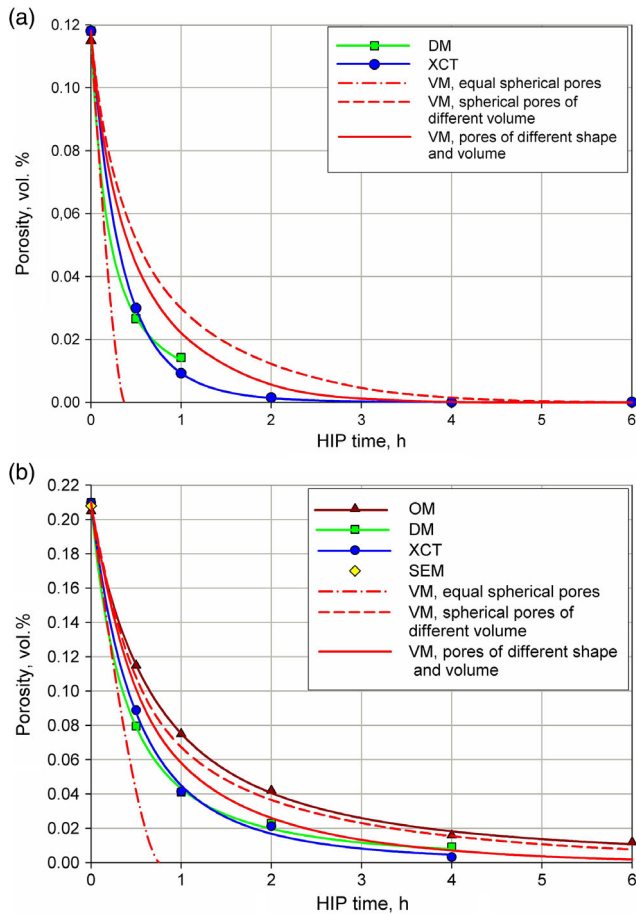 (a)
0.12
0.10
0,08
0,06
0.04
0.02
0.00
Porosity, vol. %
0
1
2
3
4
5
6
HIP time, h
DM
XCT
VM, equal spherical pores
VM, spherical pores of
different volume
VM, pores of different shape
and volume
(b)
0.22
0.20
0.18
0.16
0.14
0.12
0.10
0.08
0.06
0.04
0.02
0.00
Porosity, vol.%
0
1
2
3
4
5
6
HIP time, h
OM
DM
XCT
SEM
VM, equal spherical pores
VM, spherical pores of
different volume
VM, pores of different shape
and volume